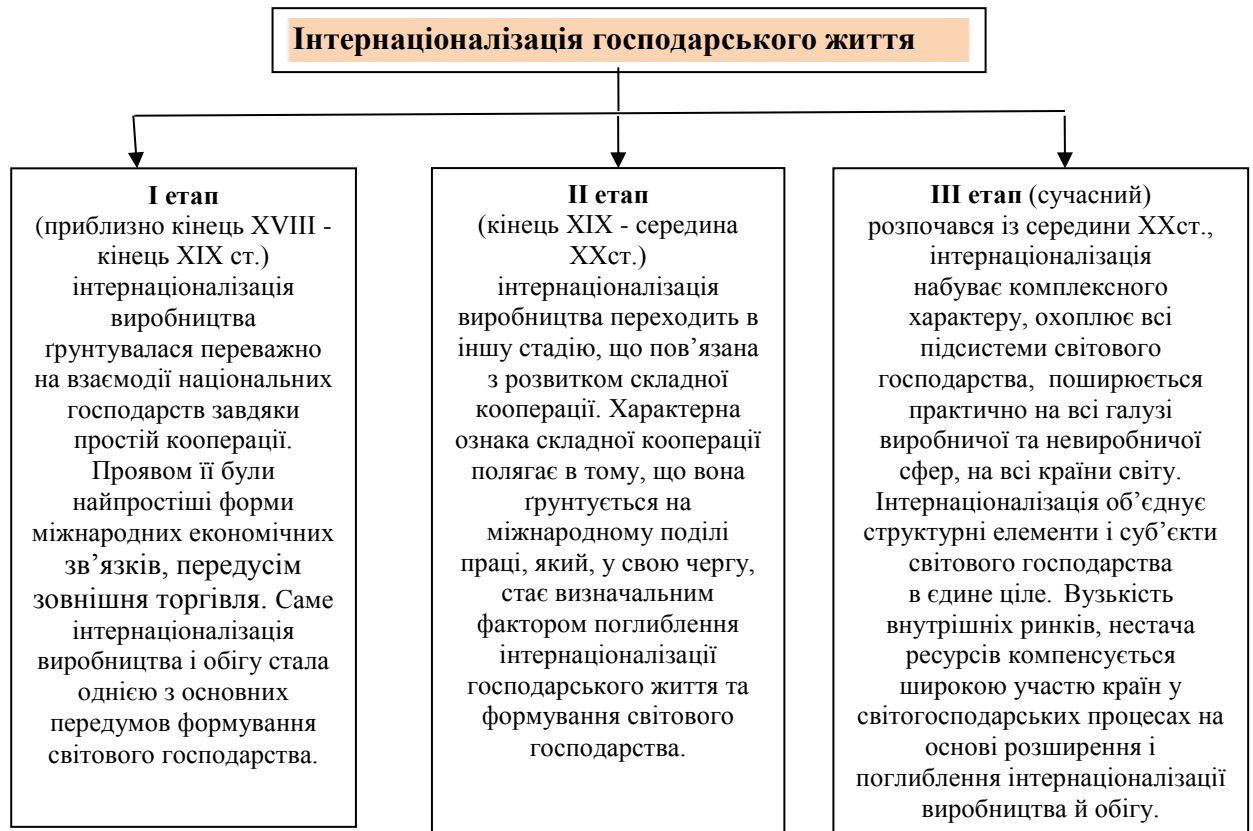 Інтернаціоналізація господарського життя
І етап
(приблизно кінець XVIII -
кінець XIX ст.)
інтернаціоналізація
виробництва
ґрунтувалася переважно
на взаємодії національних
господарств завдяки
простій кооперації.
Проявом її були
найпростіші форми
міжнародних економічних
зв’язків, передусім
зовнішня торгівля. Саме
інтернаціоналізація
виробництва і обігу стала
однією з основних
передумов формування
світового господарства.
ІІ етап
(кінець XIX - середина
ХХст.)
інтернаціоналізація
виробництва переходить в
іншу стадію, що пов’язана
з розвитком складної
кооперації. Характерна
ознака складної кооперації
полягає в тому, що вона
ґрунтується на
міжнародному поділі
праці, який, у свою чергу,
стає визначальним
фактором поглиблення
інтернаціоналізації
господарського життя та
формування світового
господарства.
ІІІ етап (сучасний)
розпочався із середини ХХст.,
інтернаціоналізація
набуває комплексного
характеру, охоплює всі
підсистеми світового
господарства, поширюється
практично на всі галузі
виробничої та невиробничої
сфер, на всі країни світу.
Інтернаціоналізація об’єднує
структурні елементи і суб’єкти
світового господарства
в єдине ціле. Вузькість
внутрішніх ринків, нестача
ресурсів компенсується
широкою участю країн у
світогосподарських процесах на
основі розширення і
поглиблення інтернаціоналізації
виробництва й обігу.